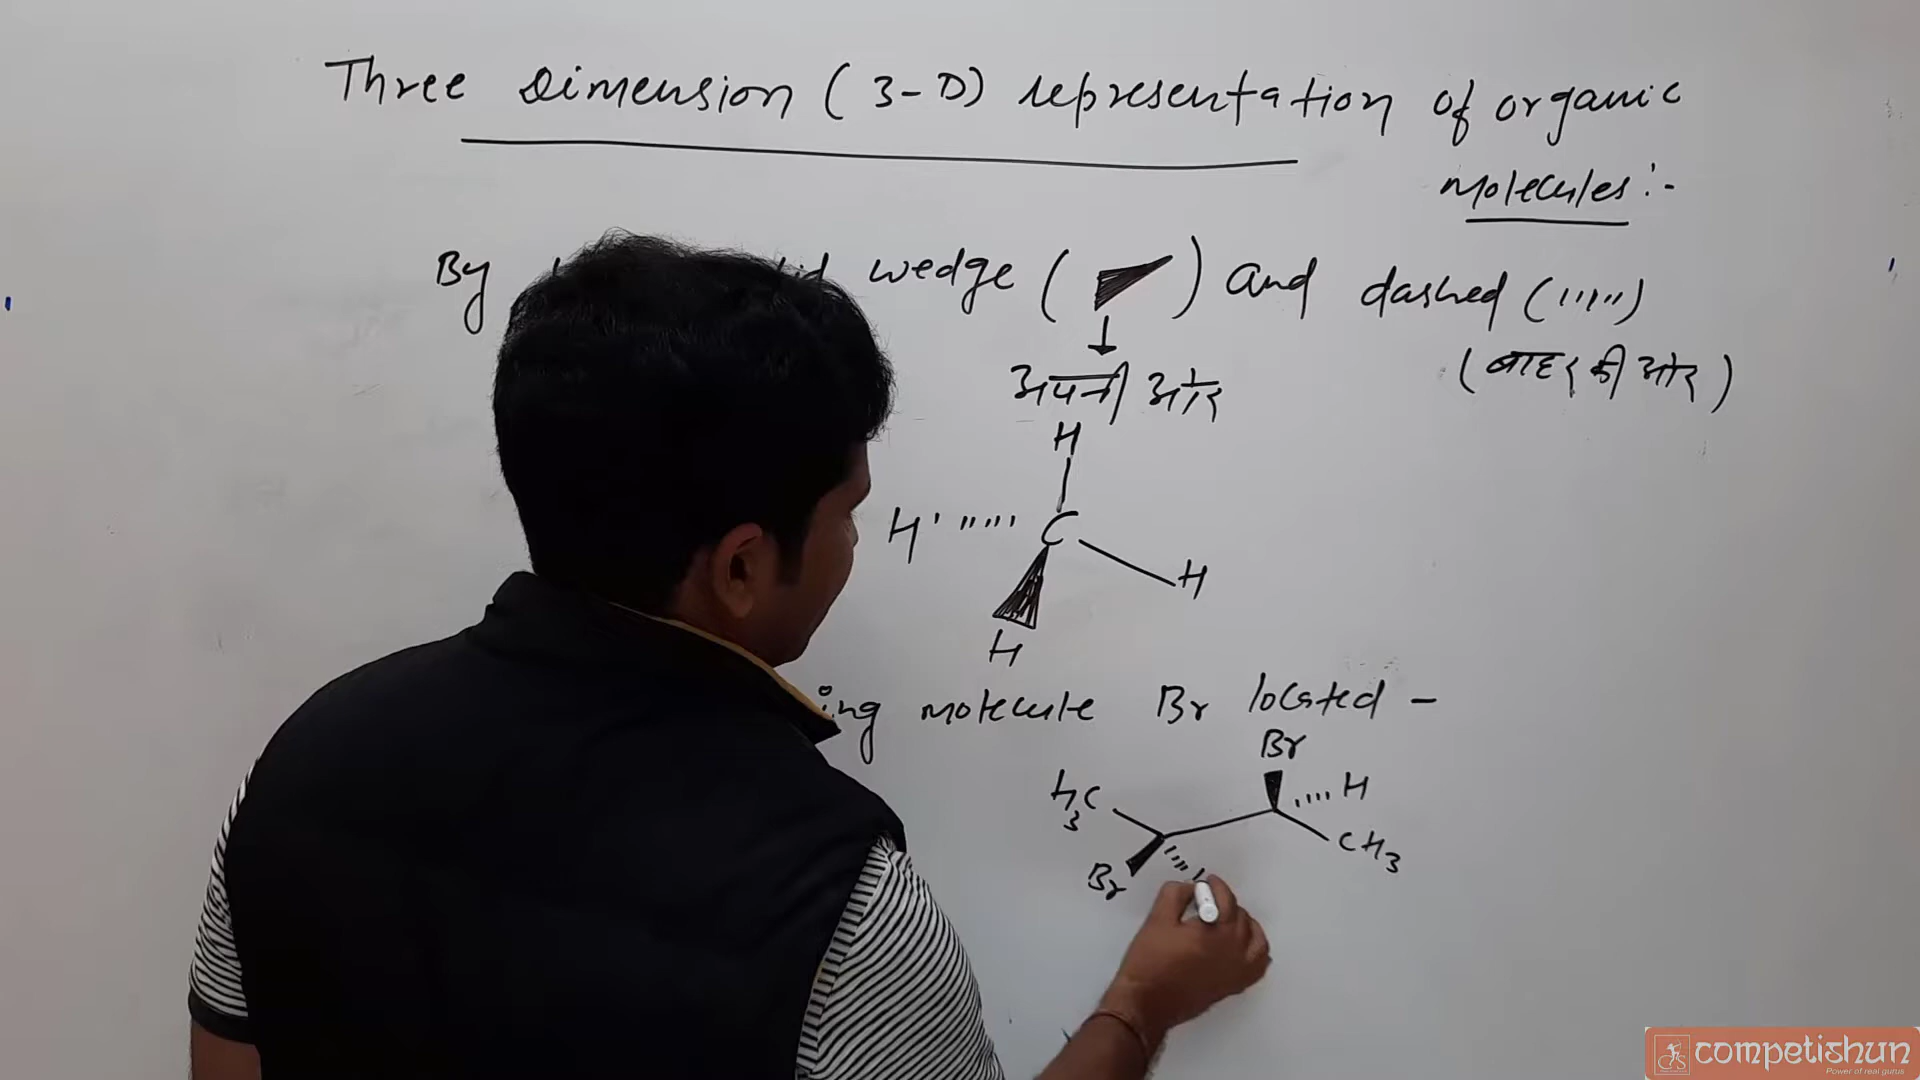 Three Dimension (3-D) representation of organic
molecules :-
By wedge ( ) and dashed ( )
अपनी ओर (बाहर की ओर)
H
H C
H
H
ing molecule Br located -
Br
H3C H
CH3
Br
competishun
Power of real gurus